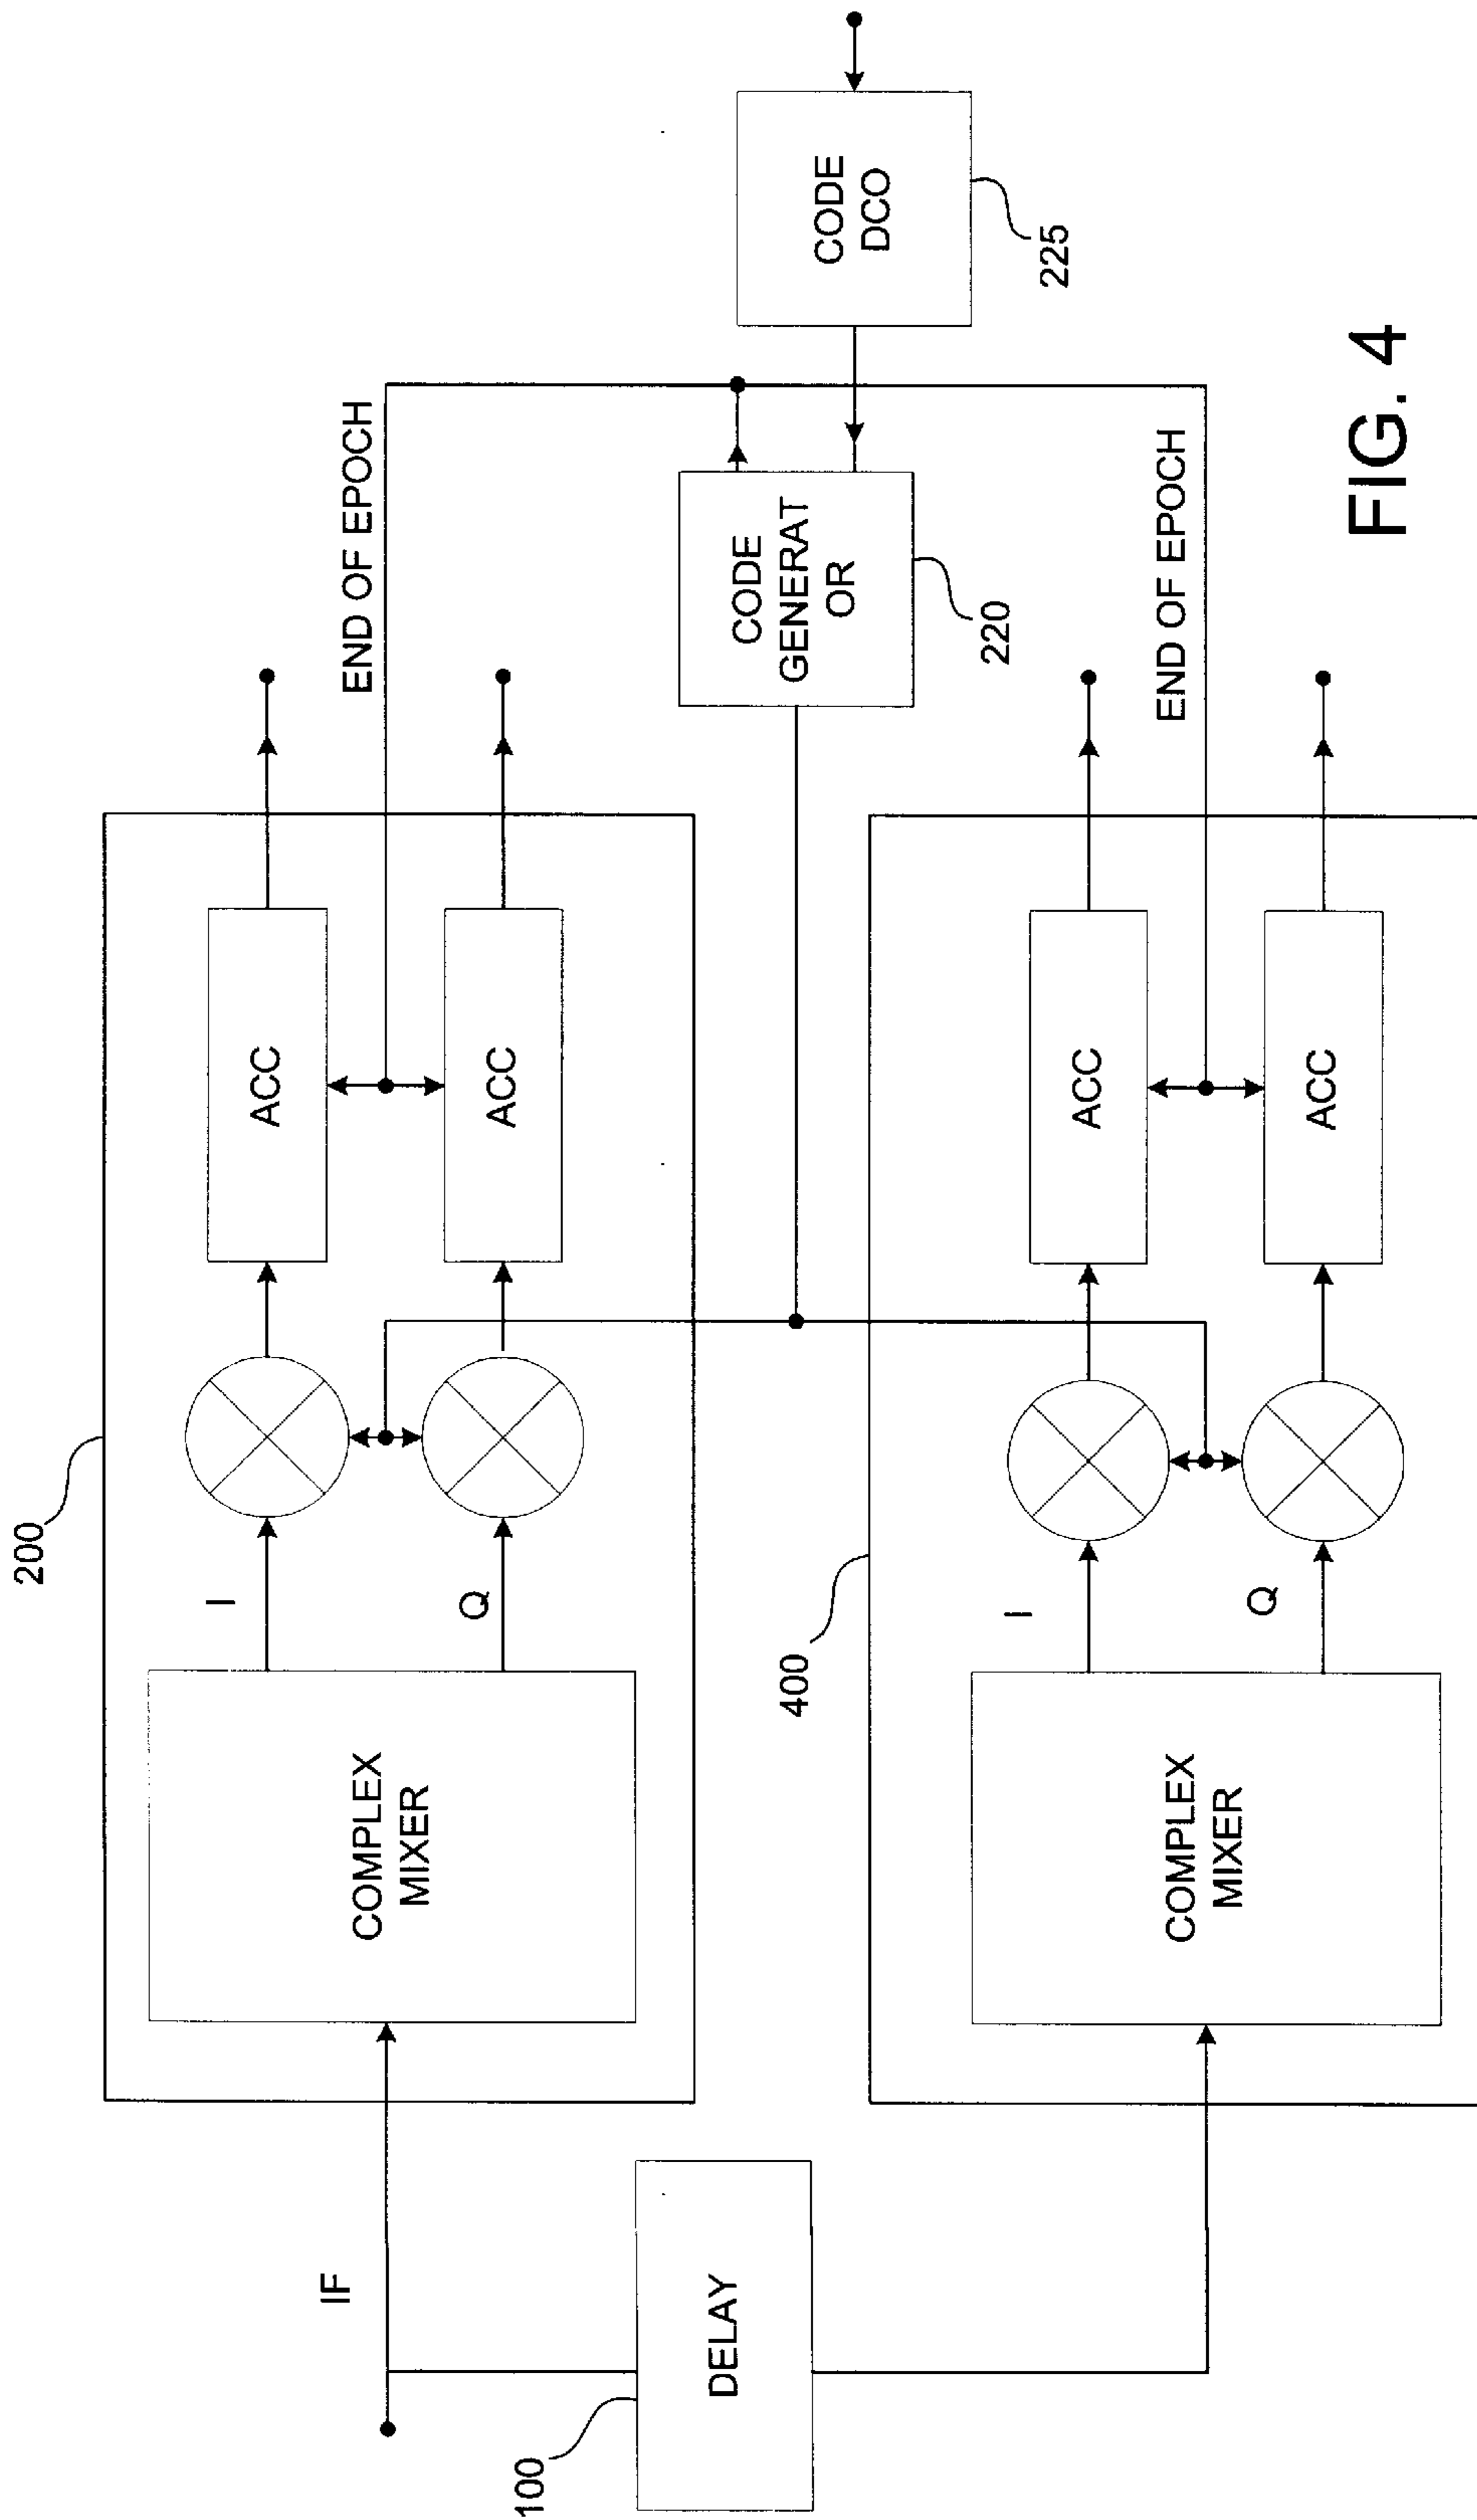 200
IF
COMPLEX
MIXER
I
Q
ACC
ACC
END OF EPOCH
100
DELAY
CODE
GENERAT
OR
220
CODE
DCO
225
400
COMPLEX
MIXER
I
Q
ACC
ACC
END OF EPOCH
FIG. 4